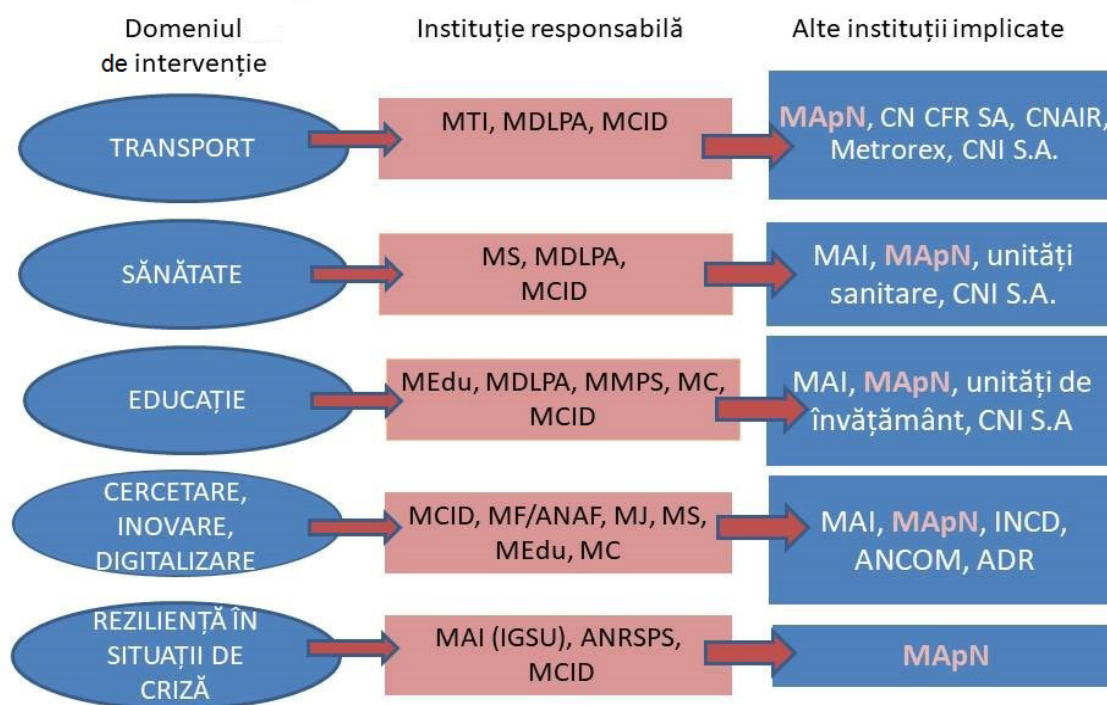 Domeniul
de intervenție
Instituție responsabilă
Alte instituții implicate
TRANSPORT
MTI, MDLPA, MCID
MApN, CN CFR SA, CNAIR,
Metrorex, CNI S.A.
SĂNĂTATE
MS, MDLPA,
MCID
MAI, MApN, unități
sanitare, CNI S.A.
EDUCAȚIE
MEdu, MDLPA, MMPS, MC,
MCID
MAI, MApN, unități de
învățământ, CNI S.A
CERCETARE,
INOVARE,
DIGITALIZARE
MCID, MF/ANAF, MJ, MS,
MEdu, MC
MAI, MApN, INCD,
ANCOM, ADR
REZILIENȚĂ ÎN
SITUAȚII DE
CRIZĂ
MAI (IGSU), ANRSPS,
MCID
MApN